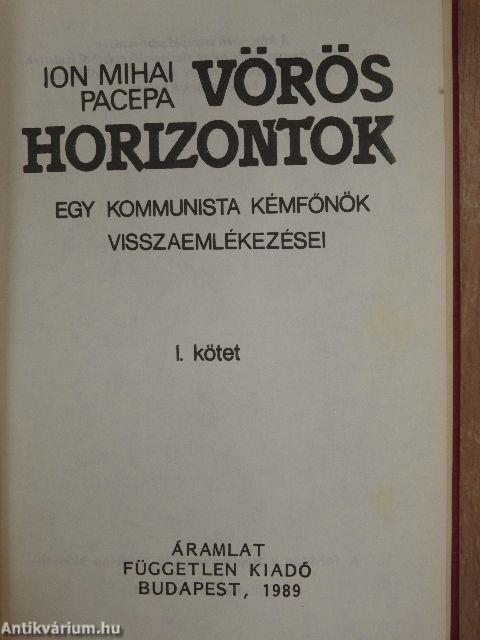 ION MIHAI PACEPA VÖRÖS
HORIZONTOK
EGY KOMMUNISTA KÉMFŐNÖK
VISSZAEMLÉKEZÉSEI
I. kötet
ÁRAMLAT
FÜGGETLEN KIADÓ
BUDAPEST, 1989
Antikvárium.hu